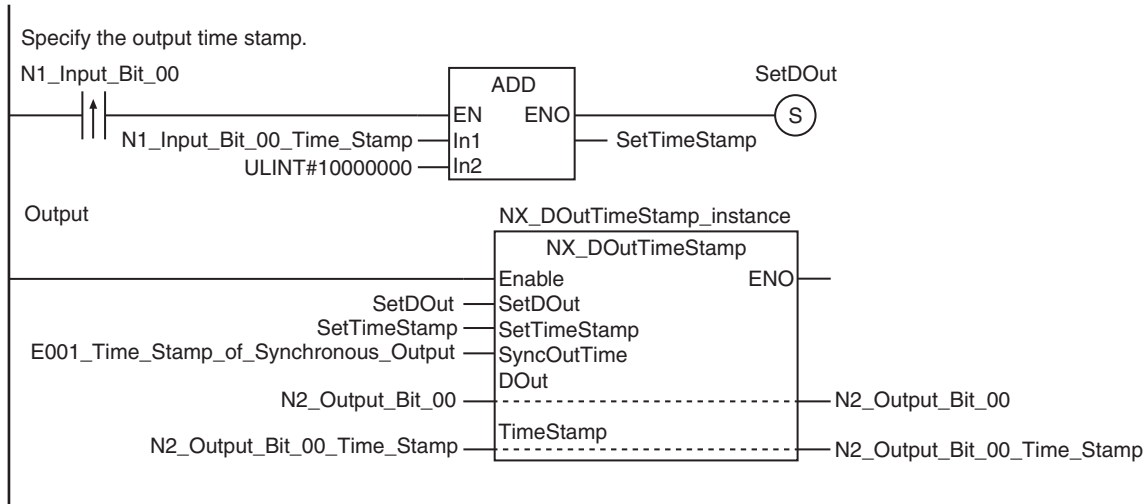 Specify the output time stamp.
N1_Input_Bit_00
SetDOut
ADD
EN ENO
S
N1_Input_Bit_00_Time_Stamp In1 SetTimeStamp
ULINT#10000000 In2
Output
NX_DOutTimeStamp_instance
NX_DOutTimeStamp
Enable ENO
SetDOut SetDOut
SetTimeStamp SetTimeStamp
E001_Time_Stamp_of_Synchronous_Output SyncOutTime
DOut
N2_Output_Bit_00 N2_Output_Bit_00
TimeStamp
N2_Output_Bit_00_Time_Stamp N2_Output_Bit_00_Time_Stamp